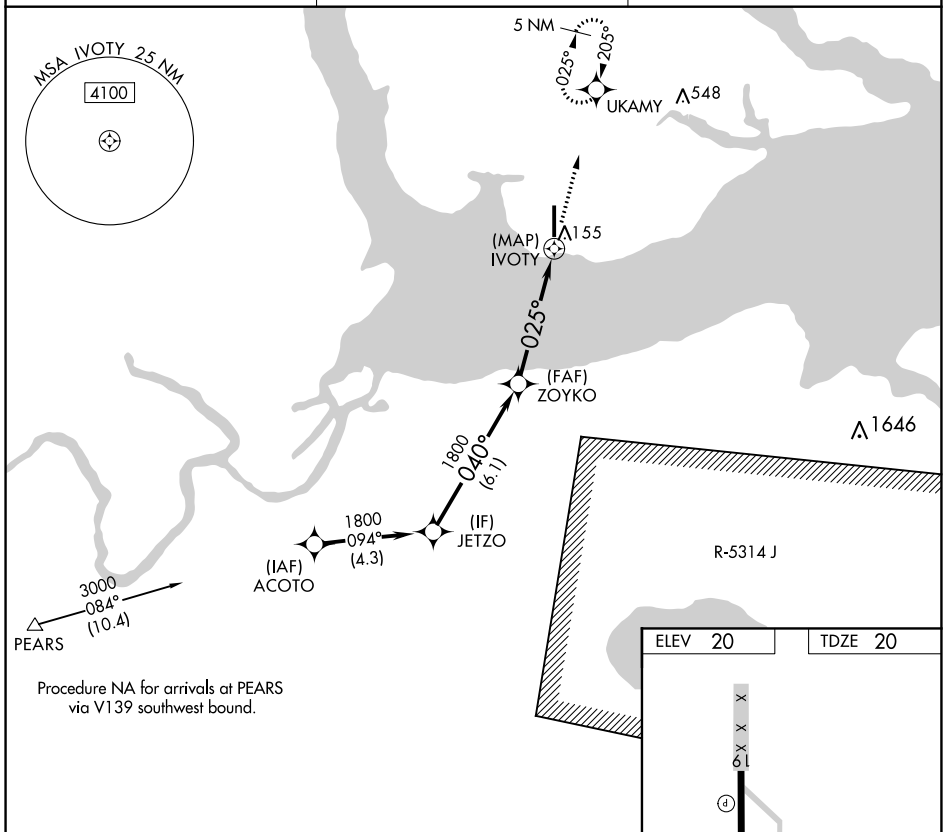 MSA IVOTY 25 NM
4100
5 NM
025°
205°
UKAMY
548
155
(MAP)
IVOTY
025°
(FAF)
ZOYKO
1646
1800
040°
(6.1)
(IF)
JETZO
1800
094°
(4.3)
(IAF)
ACOTO
R-5314 J
3000
084°
(10.4)
PEARS
Procedure NA for arrivals at PEARS
via V139 southwest bound.
ELEV 20
TDZE 20
X
X
X
19
P